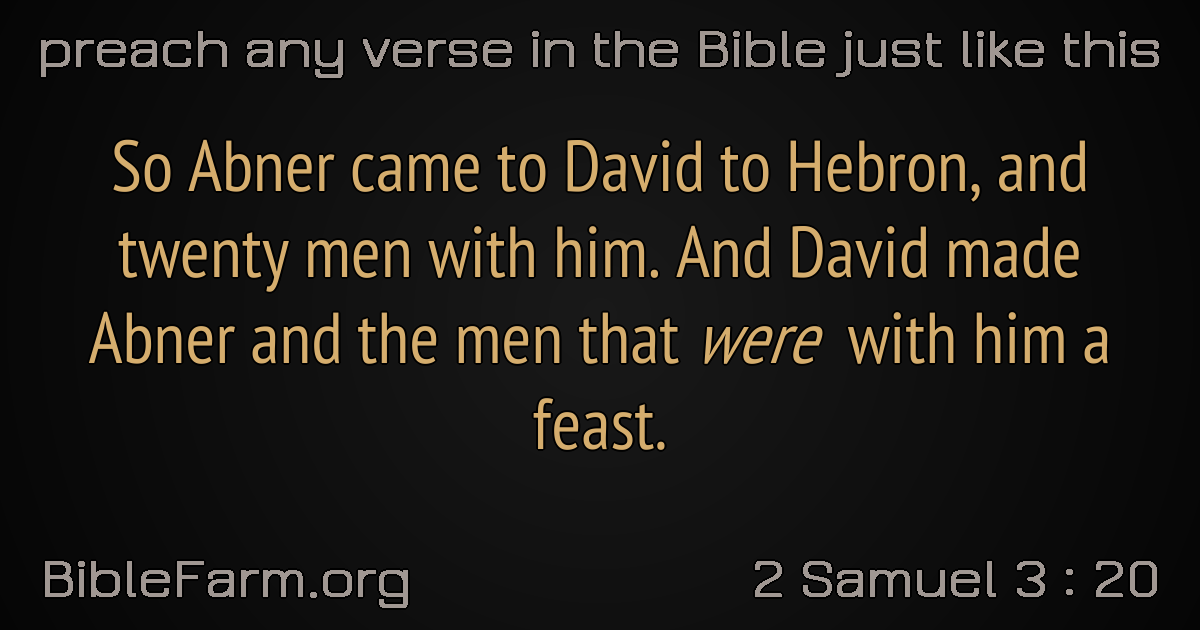 preach any verse in the Bible just like this
So Abner came to David to Hebron, and
twenty men with him. And David made
Abner and the men that were with him a
feast.
BibleFarm.org
2 Samuel 3 : 20